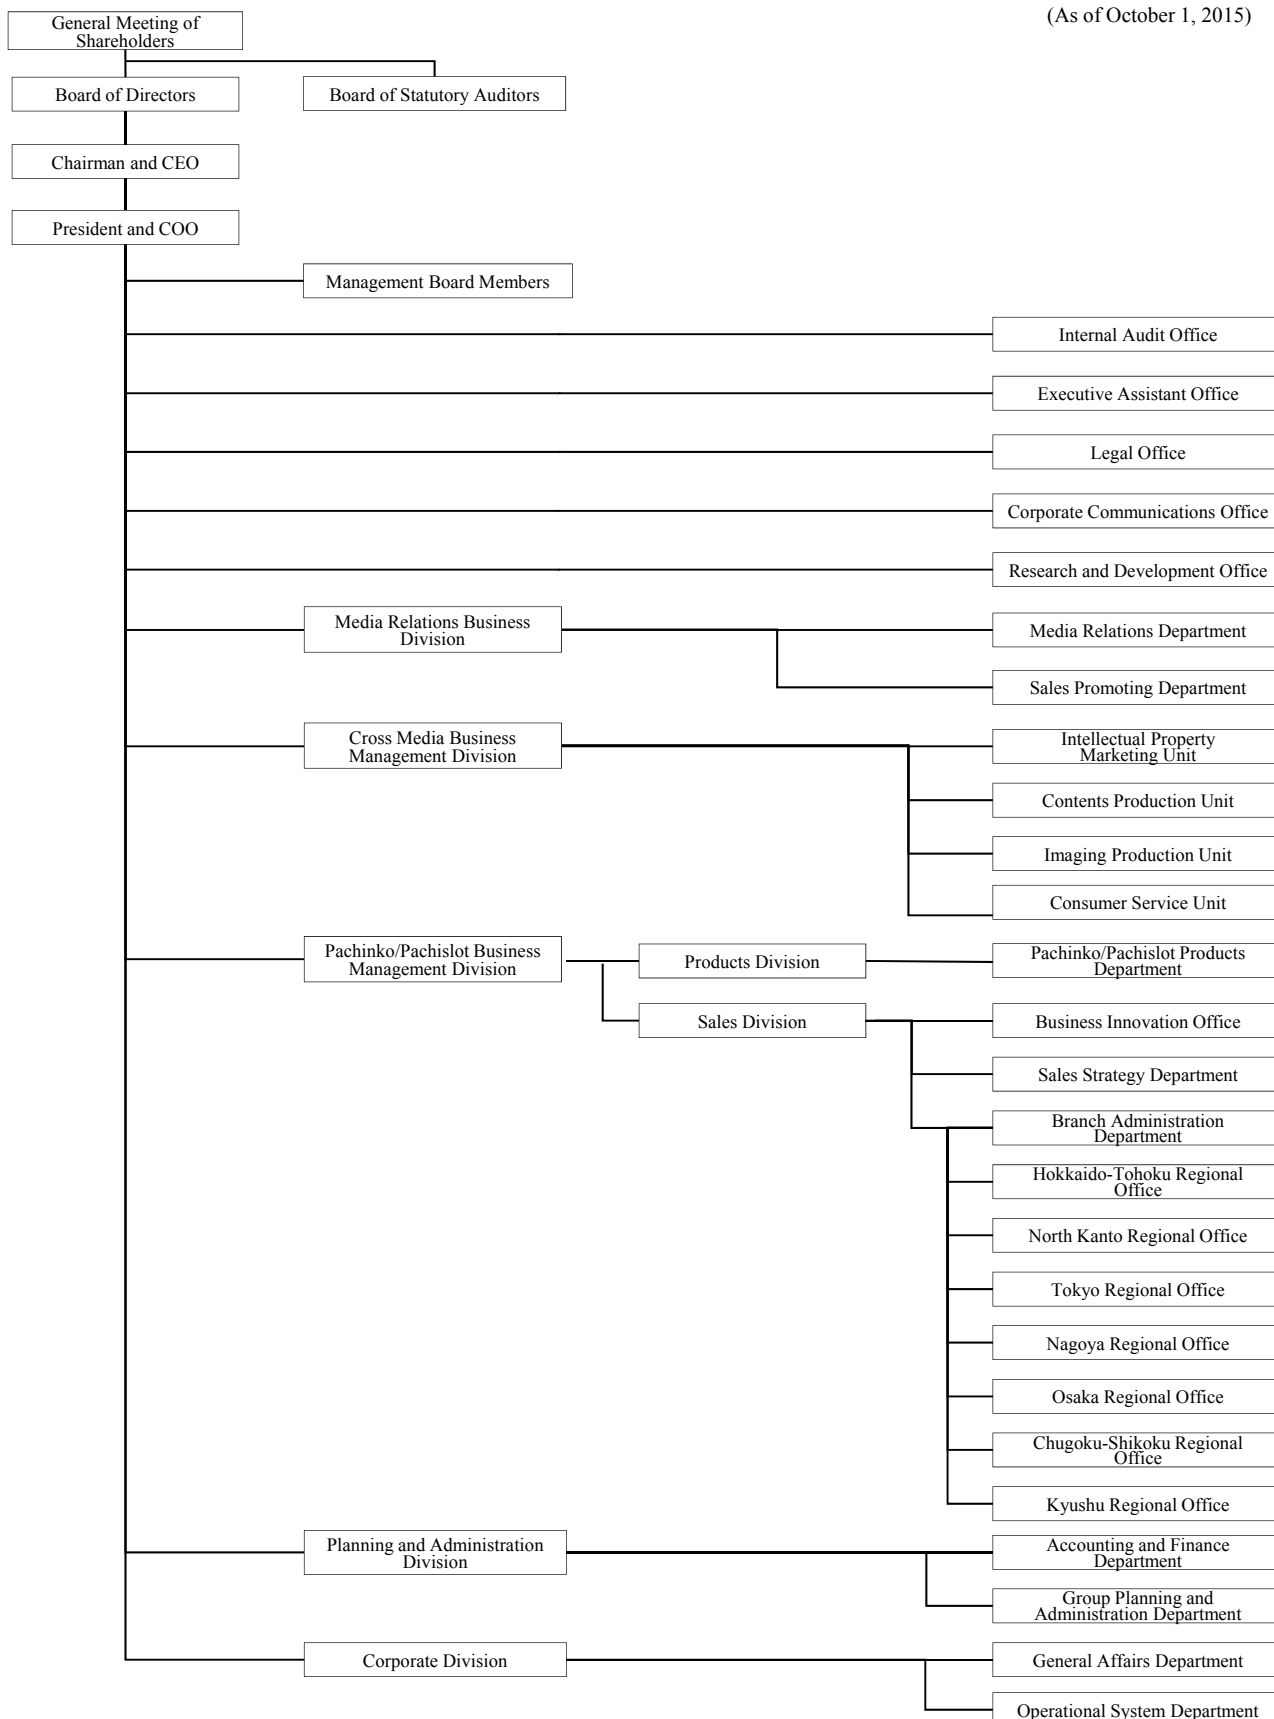 (As of October 1, 2015)
General Meeting of
Shareholders
Board of Directors
Board of Statutory Auditors
Chairman and CEO
President and COO
Management Board Members
Internal Audit Office
Executive Assistant Office
Legal Office
Corporate Communications Office
Research and Development Office
Media Relations Business
Division
Media Relations Department
Sales Promoting Department
Cross Media Business
Management Division
Intellectual Property
Marketing Unit
Contents Production Unit
Imaging Production Unit
Consumer Service Unit
Pachinko/Pachislot Business
Management Division
Products Division
Pachinko/Pachislot Products
Department
Sales Division
Business Innovation Office
Sales Strategy Department
Branch Administration
Department
Hokkaido-Tohoku Regional
Office
North Kanto Regional Office
Tokyo Regional Office
Nagoya Regional Office
Osaka Regional Office
Chugoku-Shikoku Regional
Office
Kyushu Regional Office
Planning and Administration
Division
Accounting and Finance
Department
Group Planning and
Administration Department
Corporate Division
General Affairs Department
Operational System Department